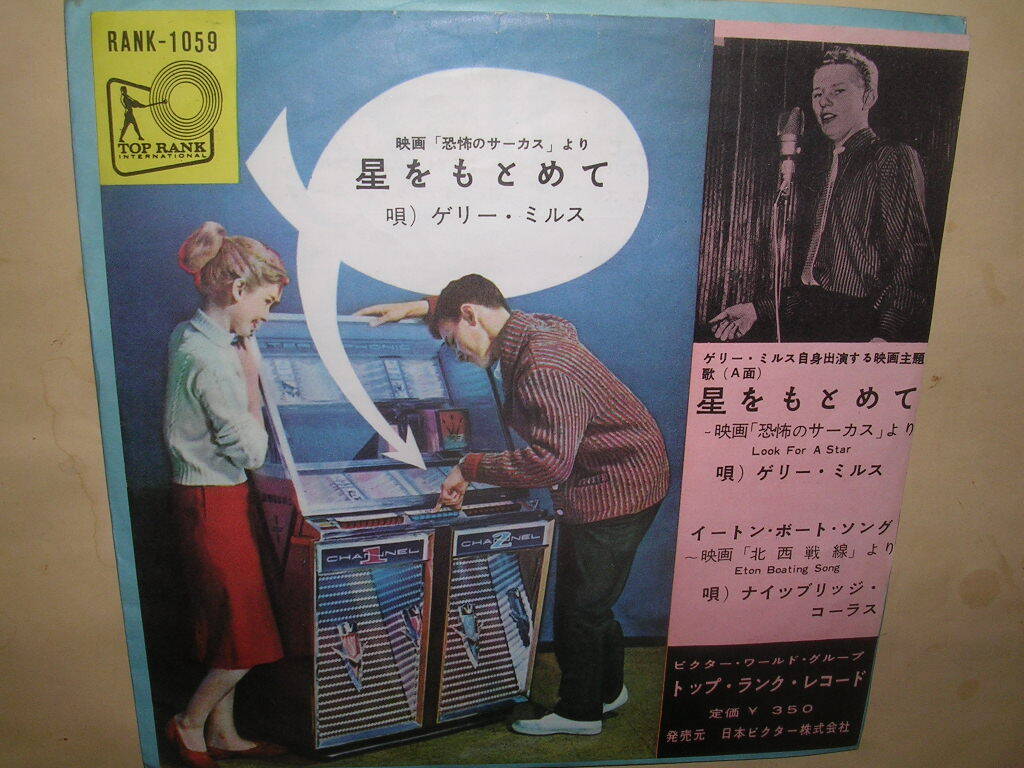 RANK-1059
TOP RANK
INTERNATIONAL
映画「恐怖のサーカス」より
星をもとめて
唄)ゲリー・ミルス
CHANNEL 1
CHANNEL 2
ゲリー・ミルス自身出演する映画主題
歌(A面)
星をもとめて
~映画「恐怖のサーカス」より
Look For A Star
唄)ゲリー・ミルス
イートン・ボート・ソング
~映画「北西戦線」より
Eton Boating Song
唄)ナイツブリッジ・
コーラス
ビクター・ワールド・グループ
トップ・ランク・レコード
定価 ¥ 350
発売元 日本ビクター株式会社